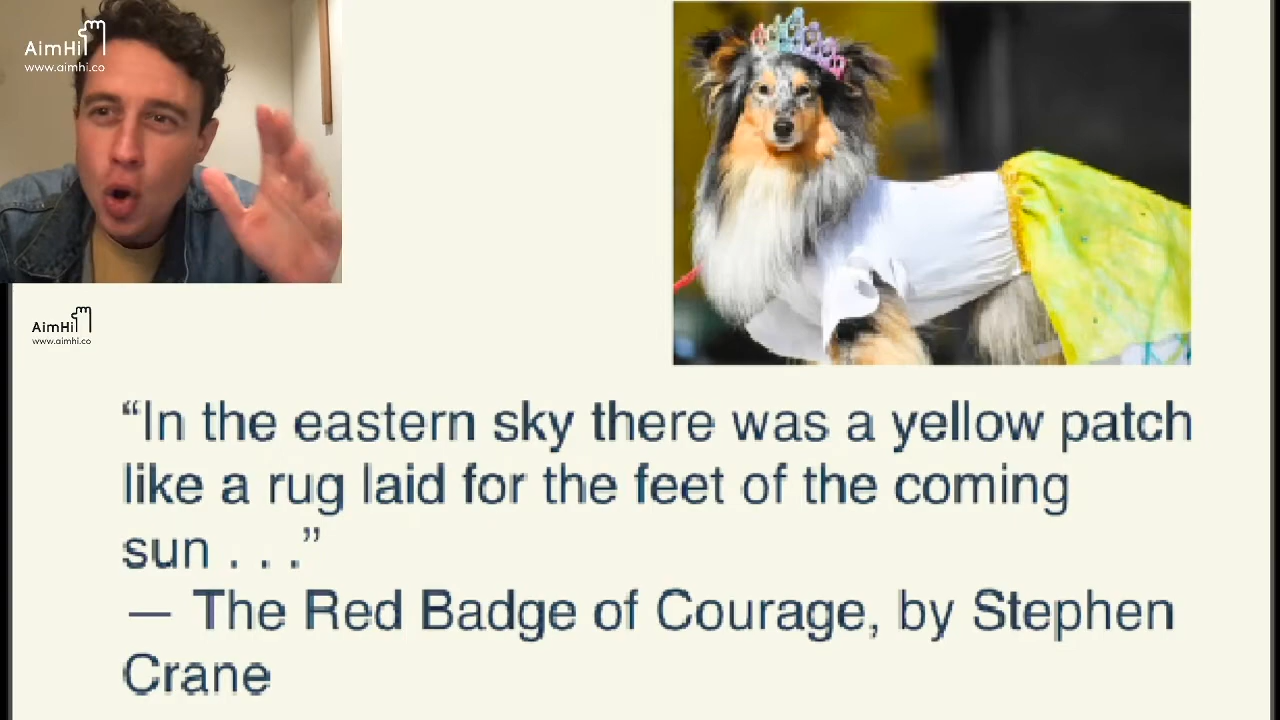 AimHi
www.aimhi.co
AimHi
www.aimhi.co
“In the eastern sky there was a yellow patch
like a rug laid for the feet of the coming
sun . . .”
— The Red Badge of Courage, by Stephen
Crane